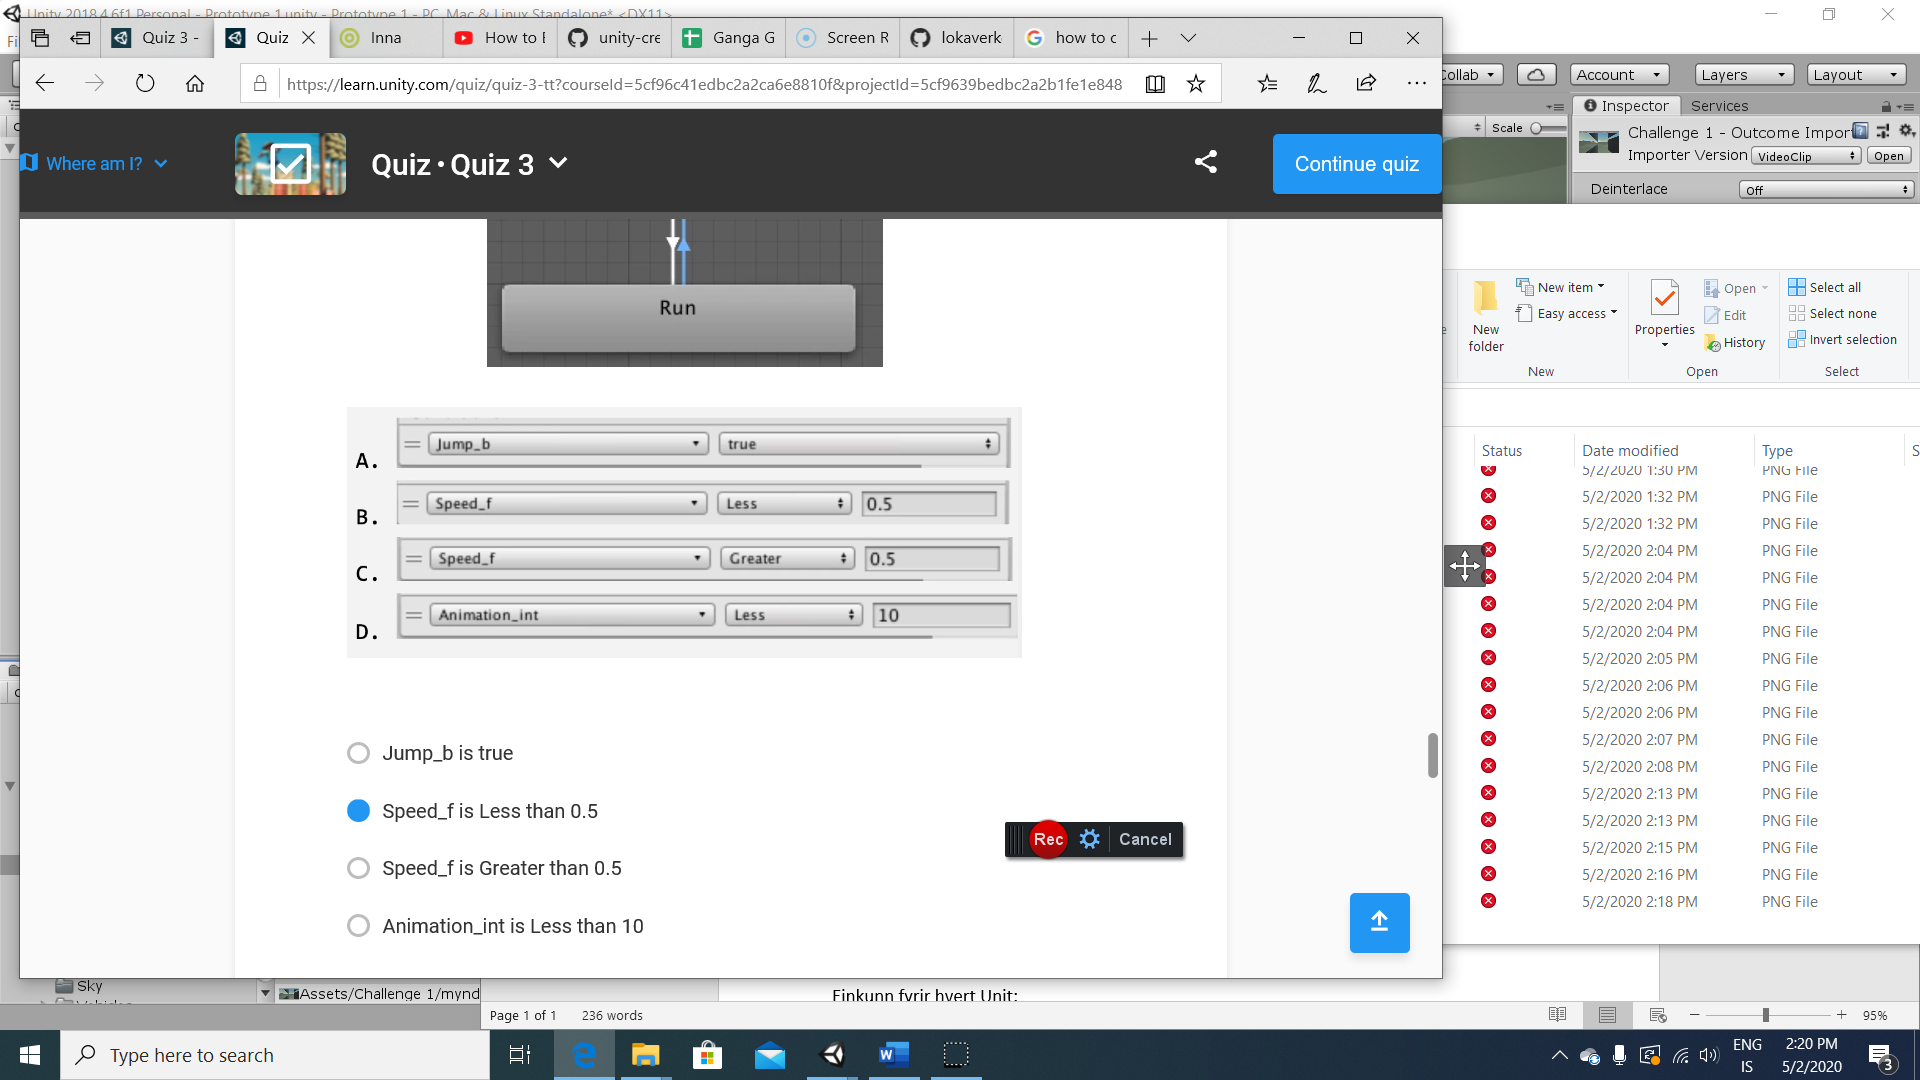 Unity 2018.4.6f1 Personal - Prototype 1.unity - Prototype 1 - PC, Mac & Linux Standalone* <DX11>
Quiz 3 -
Quiz
Inna
How to
unity-cre
Ganga G
Screen R
lokaverk
how to c
https://learn.unity.com/quiz/quiz-3-tt?courseId=5cf96c41edbc2a2ca6e8810f&projectId=5cf9639bedbc2a2b1fe1e848
Collab
Account
Layers
Layout
Inspector
Services
Scale
Challenge 1 - Outcome Impor
Importer Version
VideoClip
Open
Deinterlace
Off
Where am I?
Quiz · Quiz 3
Continue quiz
Run
A.
Jump_b
true
B.
Speed_f
Less
0.5
C.
Speed_f
Greater
0.5
D.
Animation_int
Less
10
Jump_b is true
Speed_f is Less than 0.5
Speed_f is Greater than 0.5
Animation_int is Less than 10
Rec
Cancel
New folder
New item
Easy access
New
Properties
Open
Edit
History
Open
Select all
Select none
Invert selection
Select
Status
Date modified
Type
S
5/2/2020 1:30 PM PNG File
5/2/2020 1:32 PM PNG File
5/2/2020 1:32 PM PNG File
5/2/2020 2:04 PM PNG File
5/2/2020 2:04 PM PNG File
5/2/2020 2:04 PM PNG File
5/2/2020 2:04 PM PNG File
5/2/2020 2:05 PM PNG File
5/2/2020 2:06 PM PNG File
5/2/2020 2:06 PM PNG File
5/2/2020 2:07 PM PNG File
5/2/2020 2:08 PM PNG File
5/2/2020 2:13 PM PNG File
5/2/2020 2:13 PM PNG File
5/2/2020 2:15 PM PNG File
5/2/2020 2:16 PM PNG File
5/2/2020 2:18 PM PNG File
Sky
Vehicles
Assets/Challenge 1/mynd
Einkunn fyrir hvert Unit:
Page 1 of 1
236 words
95%
Type here to search
ENG
IS
2:20 PM
5/2/2020
3